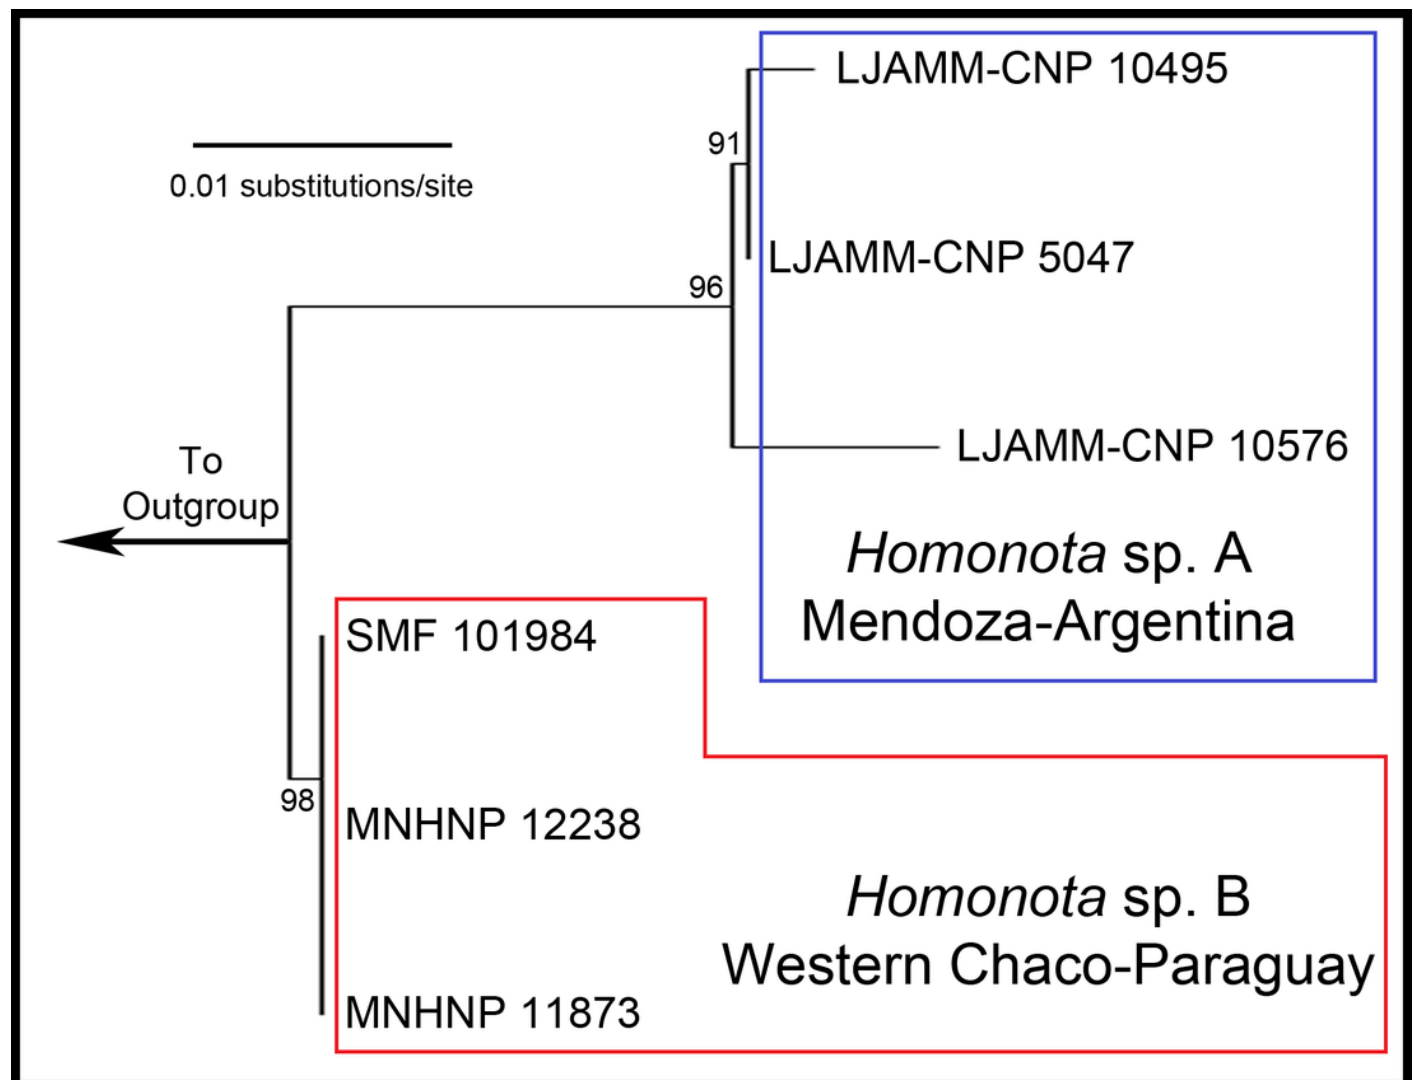 LJAMM-CNP 10495
91
0.01 substitutions/site
LJAMM-CNP 5047
96
LJAMM-CNP 10576
To
Outgroup
Homonota sp. A
Mendoza-Argentina
SMF 101984
98
MNHNP 12238
Homonota sp. B
Western Chaco-Paraguay
MNHNP 11873